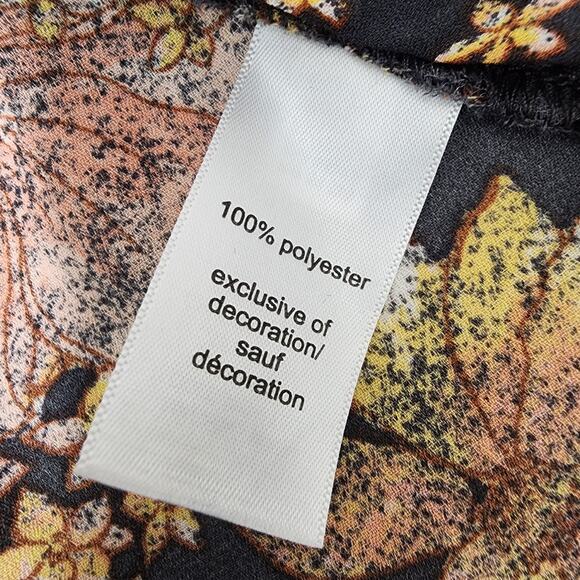 100% polyester
exclusive of
decoration/
sauf
décoration